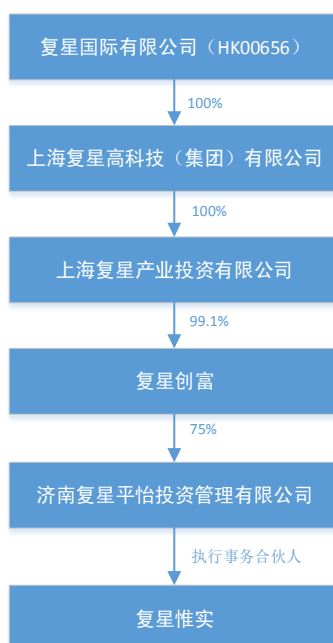 复星国际有限公司（HK00656）
100%
上海复星高科技（集团）有限公司
100%
上海复星产业投资有限公司
99.1%
复星创富
75%
济南复星平怡投资管理有限公司
执行事务合伙人
复星惟实